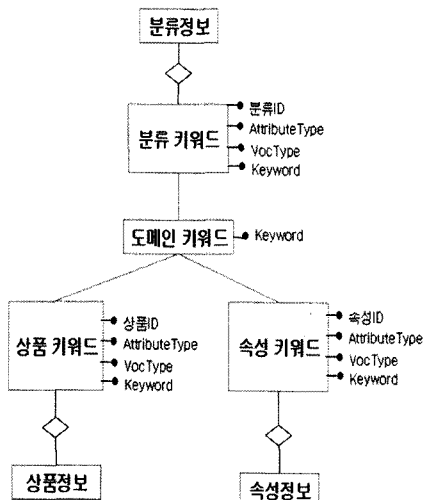 분류정보
분류 키워드
분류ID
AttributeType
VocType
Keyword
도메인 키워드
Keyword
상품 키워드
상품ID
AttributeType
VocType
Keyword
속성 키워드
속성ID
AttributeType
VocType
Keyword
상품정보
속성정보